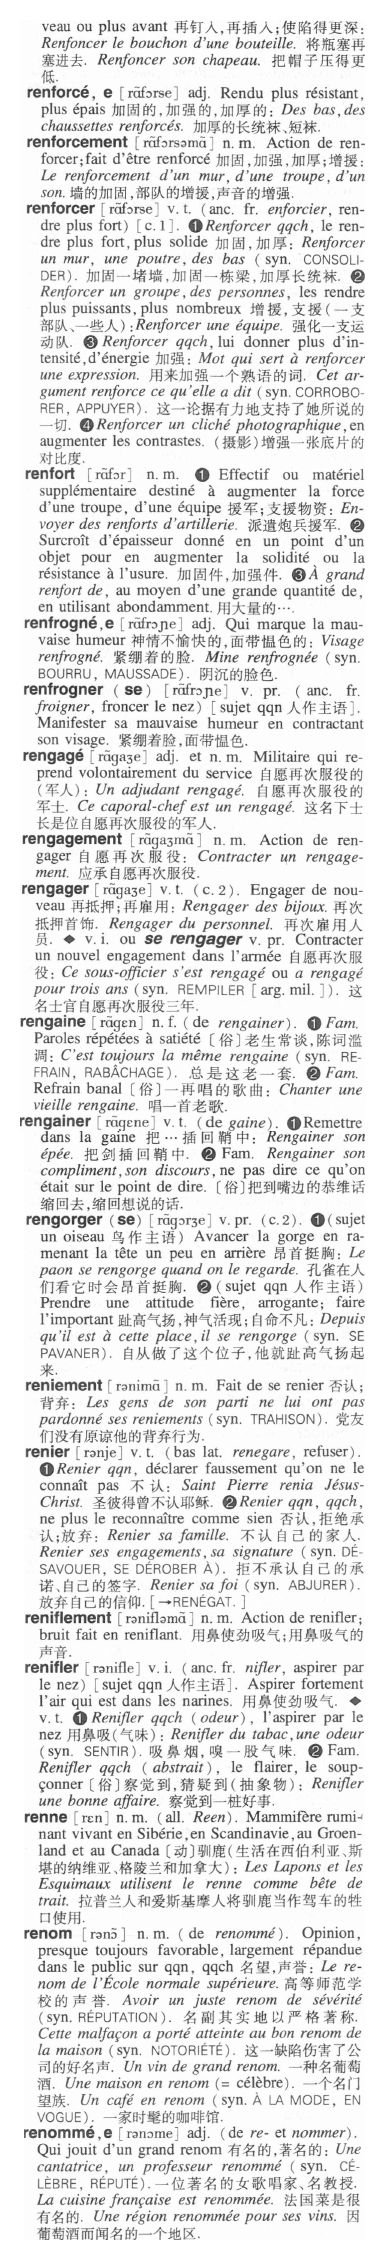 veau ou plus avant 再钉入,再插入;使陷得更深:
Renfoncer le bouchon d'une bouteille. 将瓶塞再
塞进去. Renfoncer son chapeau. 把帽子压得更
低.
renforcé, e [rɑ̃fɔrse] adj. Rendu plus résistant,
plus épais 加固的,加强的,加厚的: Des bas, des
chaussettes renforcés. 加厚的长统袜、短袜.
renforcement [rɑ̃fɔrsəmɑ̃] n. m. Action de ren-
forcer; fait d'être renforcé 加固,加强,加厚;增援:
Le renforcement d'un mur, d'une troupe, d'un
son. 墙的加固,部队的增援,声音的增强.
renforcer [rɑ̃fɔrse] v. t. (anc. fr. enforcier, ren-
dre plus fort) [c. 1]. ❶ Renforcer qqch, le ren-
dre plus fort, plus solide 加固,加厚: Renforcer
un mur, une poutre, des bas (syn. CONSOLI-
DER). 加固一堵墙,加固一栋梁,加厚长统袜. ❷
Renforcer un groupe, des personnes, les rendre
plus puissants, plus nombreux 增援,支援(一支
部队、一些人): Renforcer une équipe. 强化一支运
动队. ❸ Renforcer qqch, lui donner plus d'in-
tensité, d'énergie 加强: Mot qui sert à renforcer
une expression. 用来加强一个熟语的词. Cet ar-
gument renforce ce qu'elle a dit (syn. CORROBO-
RER, APPUYER). 这一论据有力地支持了她所说的
一切. ❹ Renforcer un cliché photographique, en
augmenter les contrastes. (摄影)增强一张底片的
对比度.
renfort [rɑ̃fɔr] n. m. ❶ Effectif ou matériel
supplémentaire destiné à augmenter la force
d'une troupe, d'une équipe 援军;支援物资: En-
voyer des renforts d'artillerie. 派遣炮兵援军. ❷
Surcroît d'épaisseur donné en un point d'un
objet pour en augmenter la solidité ou la
résistance à l'usure. 加固件,加强件. ❸ À grand
renfort de, au moyen d'une grande quantité de,
en utilisant abondamment. 用大量的….
renfrogné, e [rɑ̃frɔɲe] adj. Qui marque la mau-
vaise humeur 神情不愉快的,面带愠色的: Visage
renfrogné. 紧绷着的脸. Mine renfrognée (syn.
BOURRU, MAUSSADE). 阴沉的脸色.
renfrogner (se) [rɑ̃frɔɲe] v. pr. (anc. fr.
froigner, froncer le nez) [sujet qqn 人作主语].
Manifester sa mauvaise humeur en contractant
son visage. 紧绷着脸,面带愠色.
rengagé [rɑ̃gaʒe] adj. et n. m. Militaire qui re-
prend volontairement du service 自愿再次服役的
(军人): Un adjudant rengagé. 自愿再次服役的
军士. Ce caporal-chef est un rengagé. 这名下士
长是位自愿再次服役的军人.
rengagement [rɑ̃gaʒmɑ̃] n. m. Action de ren-
gager 自愿再次服役: Contracter un rengage-
ment. 应承自愿再次服役.
rengager [rɑ̃gaʒe] v. t. (c. 2). Engager de nou-
veau 再抵押;再雇用: Rengager des bijoux. 再次
抵押首饰. Rengager du personnel. 再次雇用人
员. ◆ v. i. ou se rengager v. pr. Contracter
un nouvel engagement dans l'armée 自愿再次服
役: Ce sous-officier s'est rengagé ou a rengagé
pour trois ans (syn. REMPILER [arg. mil.]). 这
名士官自愿再次服役三年.
rengaine [rɑ̃gɛn] n. f. (de rengainer). ❶ Fam.
Paroles répétées à satiété 〔俗〕老生常谈,陈词滥
调: C'est toujours la même rengaine (syn. RE-
FRAIN, RABÂCHAGE). 总是这老一套. ❷ Fam.
Refrain banal 〔俗〕一再唱的歌曲: Chanter une
vieille rengaine. 唱一首老歌.
rengainer [rɑ̃gɛne] v. t. (de gaine). ❶ Remettre
dans la gaine 把…插回鞘中: Rengainer son
épée. 把剑插回鞘中. ❷ Fam. Rengainer son
compliment, son discours, ne pas dire ce qu'on
était sur le point de dire. 〔俗〕把到嘴边的恭维话
缩回去,缩回想说的话.
rengorger (se) [rɑ̃gɔrʒe] v. pr. (c. 2). ❶ (sujet
un oiseau 鸟作主语) Avancer la gorge en ra-
menant la tête un peu en arrière 昂首挺胸: Le
paon se rengorge quand on le regarde. 孔雀在人
们看它时会昂首挺胸. ❷ (sujet qqn 人作主语)
Prendre une attitude fière, arrogante; faire
l'important 趾高气扬,神气活现;自命不凡: Depuis
qu'il est à cette place, il se rengorge (syn. SE
PAVANER). 自从做了这个位子,他就趾高气扬起
来.
reniement [rənimɑ̃] n. m. Fait de se renier 否认;
背弃: Les gens de son parti ne lui ont pas
pardonné ses reniements (syn. TRAHISON). 党友
们没有原谅他的背弃行为.
renier [rənje] v. t. (bas lat. renegare, refuser).
❶ Renier qqn, déclarer faussement qu'on ne le
connaît pas 不认: Saint Pierre renia Jésus-
Christ. 圣彼得曾不认耶稣. ❷ Renier qqn, qqch,
ne plus le reconnaître comme sien 否认,拒绝承
认;放弃: Renier sa famille. 不认自己的家人.
Renier ses engagements, sa signature (syn. DÉ-
SAVOUER, SE DÉROBER À). 拒不承认自己的承
诺、自己的签字. Renier sa foi (syn. ABJURER).
放弃自己的信仰. [→RENÉGAT.]
reniflement [rənifləmɑ̃] n. m. Action de renifler;
bruit fait en reniflant. 用鼻使劲吸气;用鼻吸气的
声音.
renifler [rənifle] v. i. (anc. fr. nifler, aspirer par
le nez) [sujet qqn 人作主语]. Aspirer fortement
l'air qui est dans les narines. 用鼻使劲吸气. ◆
v. t. ❶ Renifler qqch (odeur), l'aspirer par le
nez 用鼻吸(气味): Renifler du tabac, une odeur
(syn. SENTIR). 吸鼻烟,嗅一股气味. ❷ Fam.
Renifler qqch (abstrait), le flairer, le soup-
çonner 〔俗〕察觉到,猜疑到(抽象物): Renifler
une bonne affaire. 察觉到一桩好事.
renne [rɛn] n. m. (all. Reen). Mammifère rumi-
nant vivant en Sibérie, en Scandinavie, au Groen-
land et au Canada 〔动〕驯鹿(生活在西伯利亚、斯
堪的纳维亚、格陵兰和加拿大): Les Lapons et les
Esquimaux utilisent le renne comme bête de
trait. 拉普兰人和爱斯基摩人将驯鹿当作驾车的牲
口使用.
renom [rənɔ̃] n. m. (de renommé). Opinion,
presque toujours favorable, largement répandue
dans le public sur qqn, qqch 名望,声誉: Le re-
nom de l'École normale supérieure. 高等师范学
校的声誉. Avoir un juste renom de sévérité
(syn. RÉPUTATION). 名副其实地以严格著称.
Cette malfaçon a porté atteinte au bon renom de
la maison (syn. NOTORIÉTÉ). 这一缺陷伤害了公
司的好名声. Un vin de grand renom. 一种名葡萄
酒. Une maison en renom (= célèbre). 一个名门
望族. Un café en renom (syn. À LA MODE, EN
VOGUE). 一家时髦的咖啡馆.
renommé, e [rənɔme] adj. (de re- et nommer).
Qui jouit d'un grand renom 有名的,著名的: Une
cantatrice, un professeur renommé (syn. CÉ-
LÈBRE, RÉPUTÉ). 一位著名的女歌唱家、名教授.
La cuisine française est renommée. 法国菜是很
有名的. Une région renommée pour ses vins. 因
葡萄酒而闻名的一个地区.